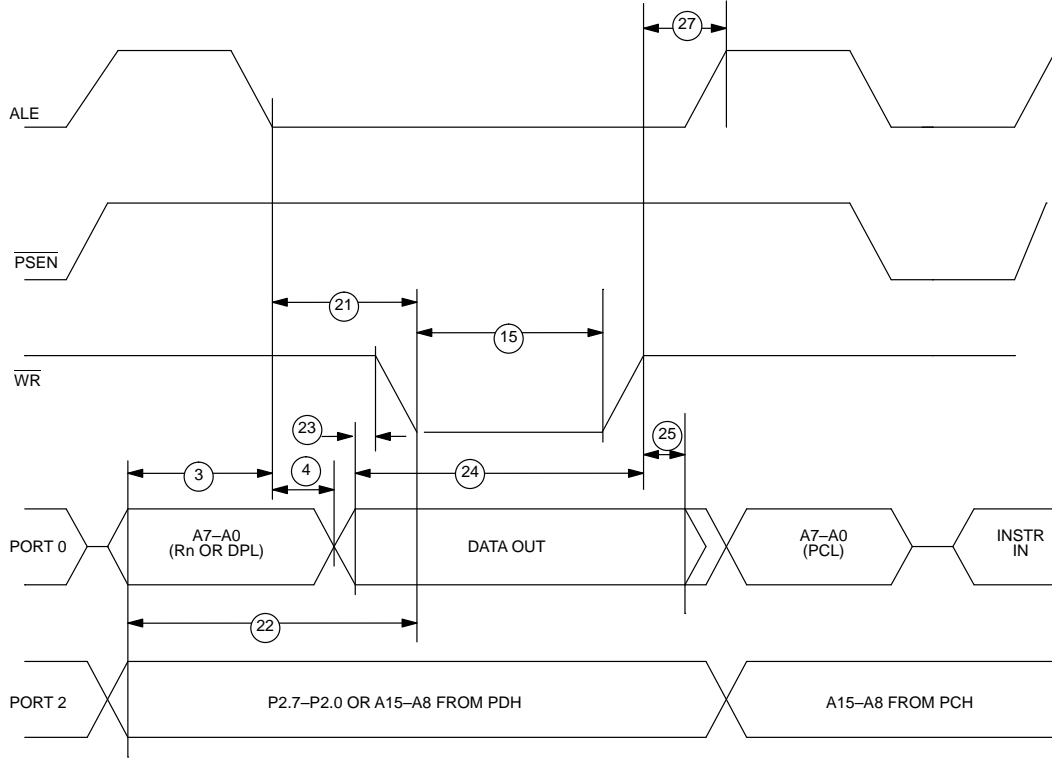 27
ALE
PSEN
21
15
WR
23
25
3
4
24
PORT 0
A7–A0
(Rn OR DPL)
DATA OUT
A7–A0
(PCL)
INSTR
IN
22
PORT 2
P2.7–P2.0 OR A15–A8 FROM PDH
A15–A8 FROM PCH